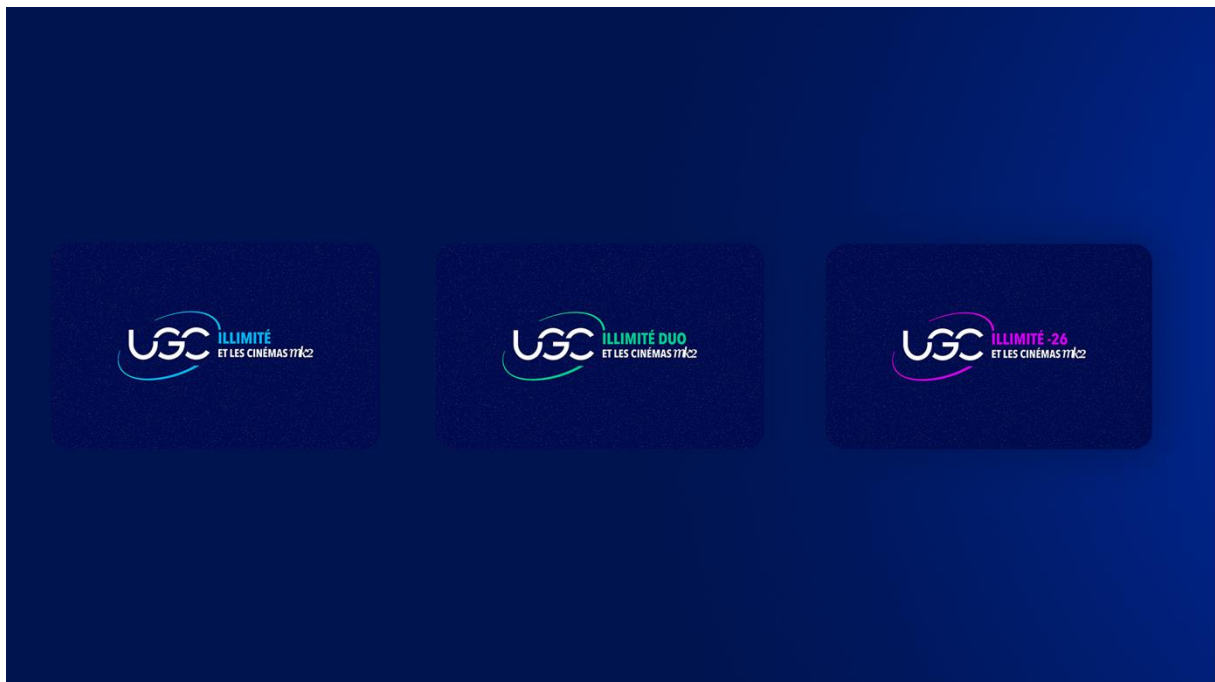 UGC ILLIMITÉ
ET LES CINÉMAS mk2
UGC ILLIMITÉ DUO
ET LES CINÉMAS mk2
UGC ILLIMITÉ -26
ET LES CINÉMAS mk2